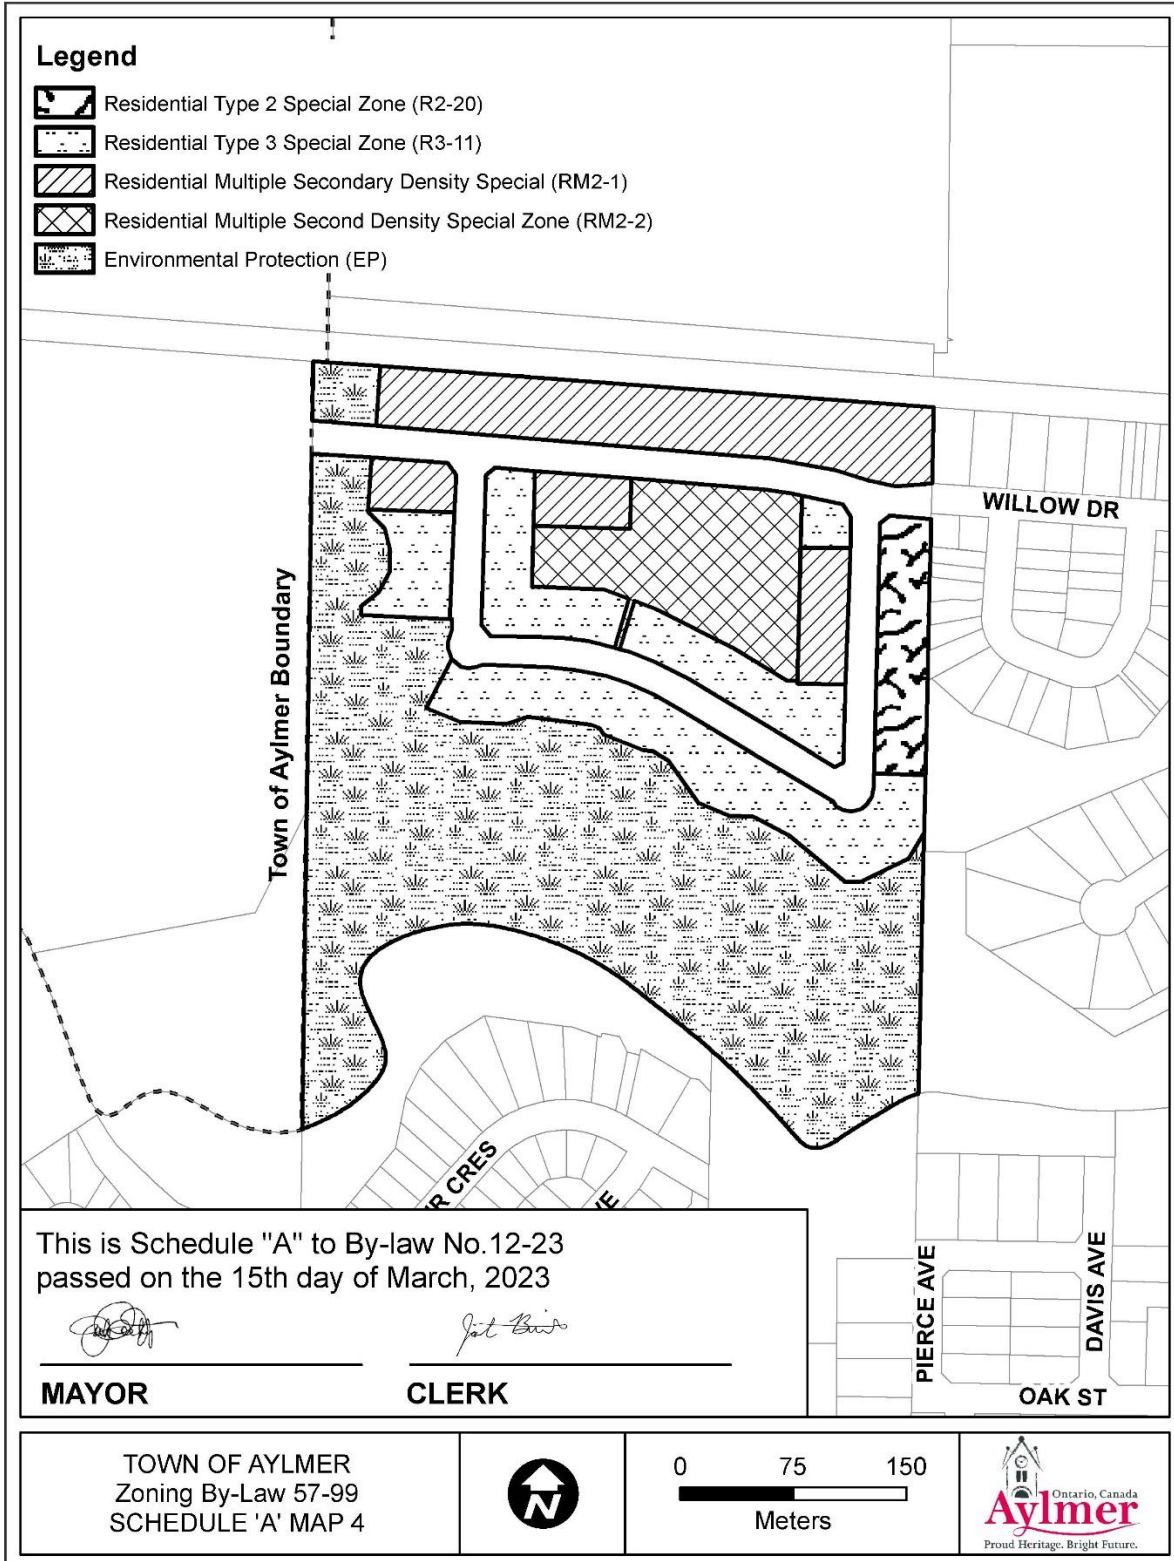 Legend
Residential Type 2 Special Zone (R2-20)
Residential Type 3 Special Zone (R3-11)
Residential Multiple Secondary Density Special (RM2-1)
Residential Multiple Second Density Special Zone (RM2-2)
Environmental Protection (EP)
WILLOW DR
Town of Aylmer Boundary
IR CRES
VE
PIERCE AVE
DAVIS AVE
OAK ST
This is Schedule "A" to By-law No.12-23
passed on the 15th day of March, 2023
MAYOR
CLERK
TOWN OF AYLMER
Zoning By-Law 57-99
SCHEDULE 'A' MAP 4
N
0 75 150
Meters
Ontario, Canada
Aylmer
Proud Heritage. Bright Future.